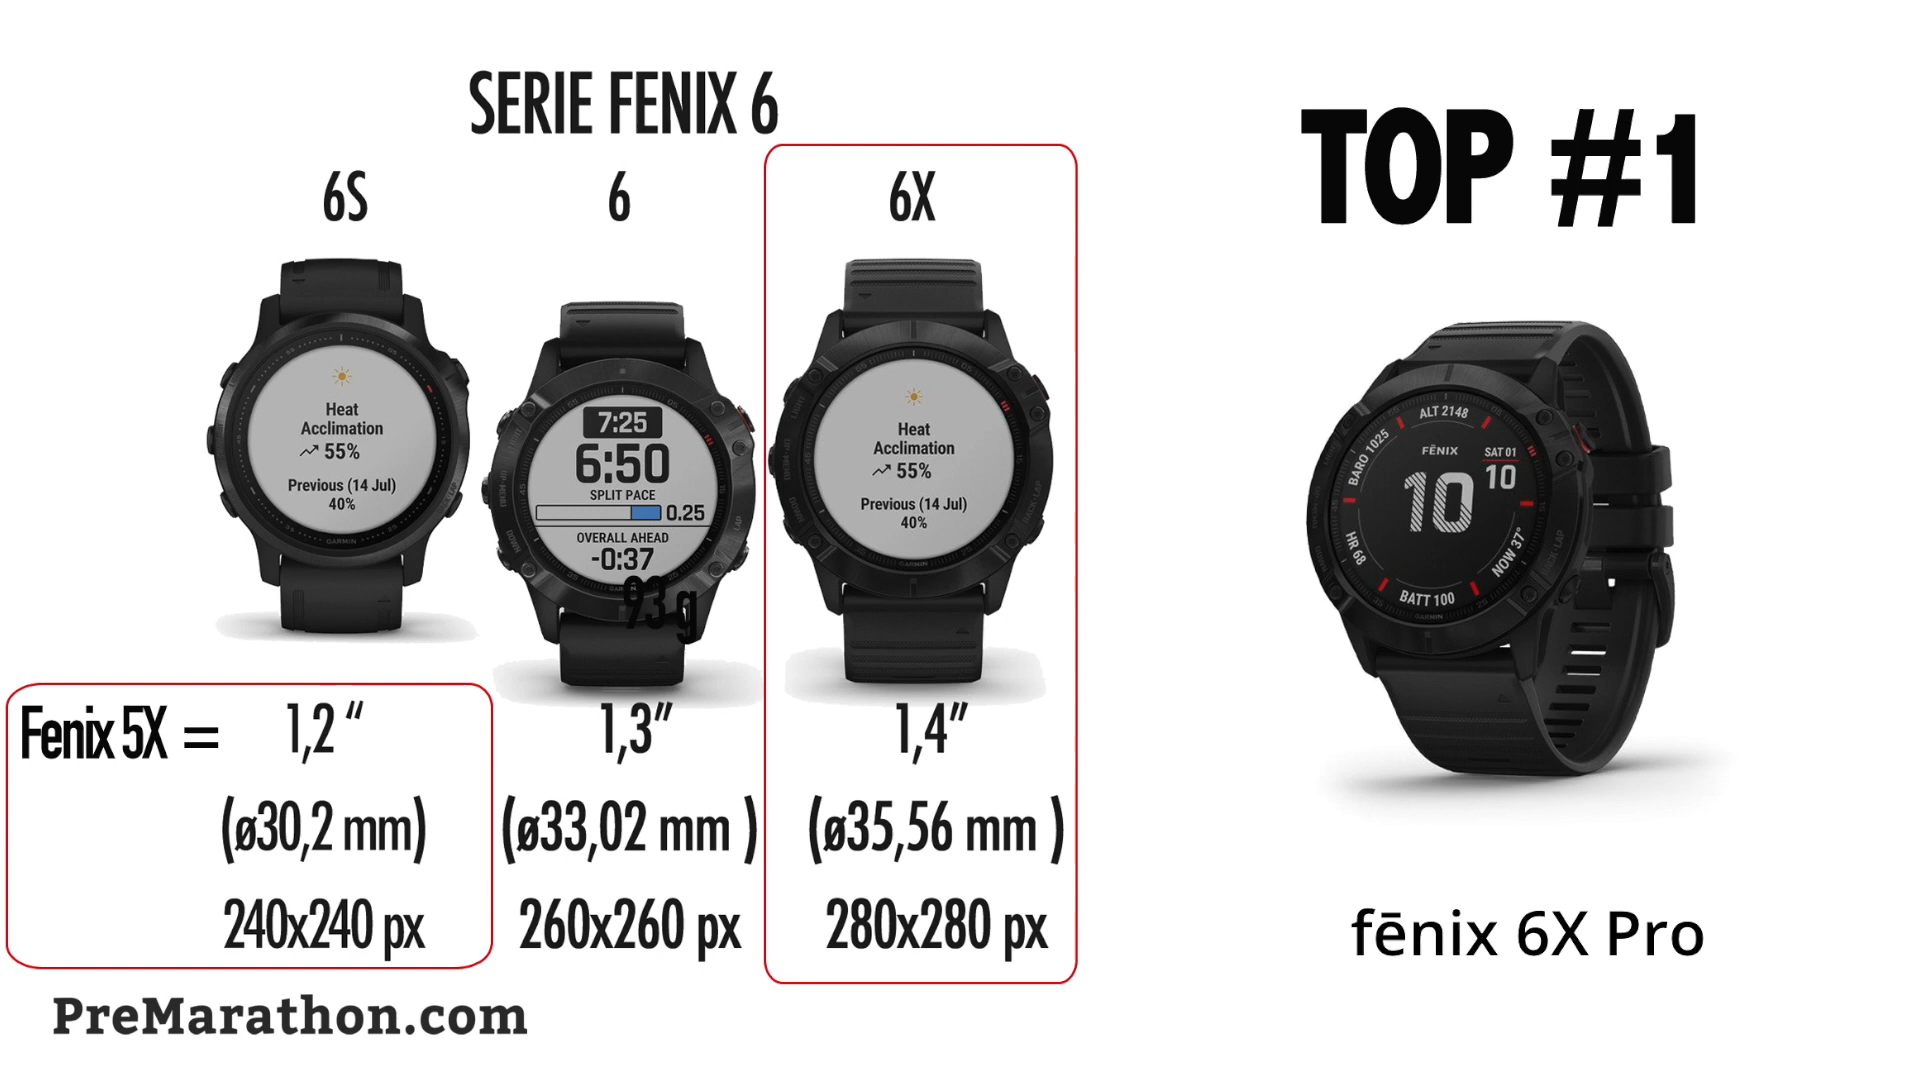 SERIE FENIX 6
6S
6
6X
Heat
Acclimation
55%
Previous (14 Jul)
40%
GARMIN
7:25
6:50
SPLIT PACE
0.25
OVERALL AHEAD
-0:37
93 g
Heat
Acclimation
55%
Previous (14 Jul)
40%
GARMIN
Fenix 5X = 1,2 “
1,3”
1,4”
(ø30,2 mm)
(ø33,02 mm )
(ø35,56 mm )
240x240 px
260x260 px
280x280 px
PreMarathon.com
TOP #1
ALT 2148
BARO 1025
FĒNIX
SAT 01
10
10
HR 68
NOW 37°
BATT 100
GARMIN
fēnix 6X Pro